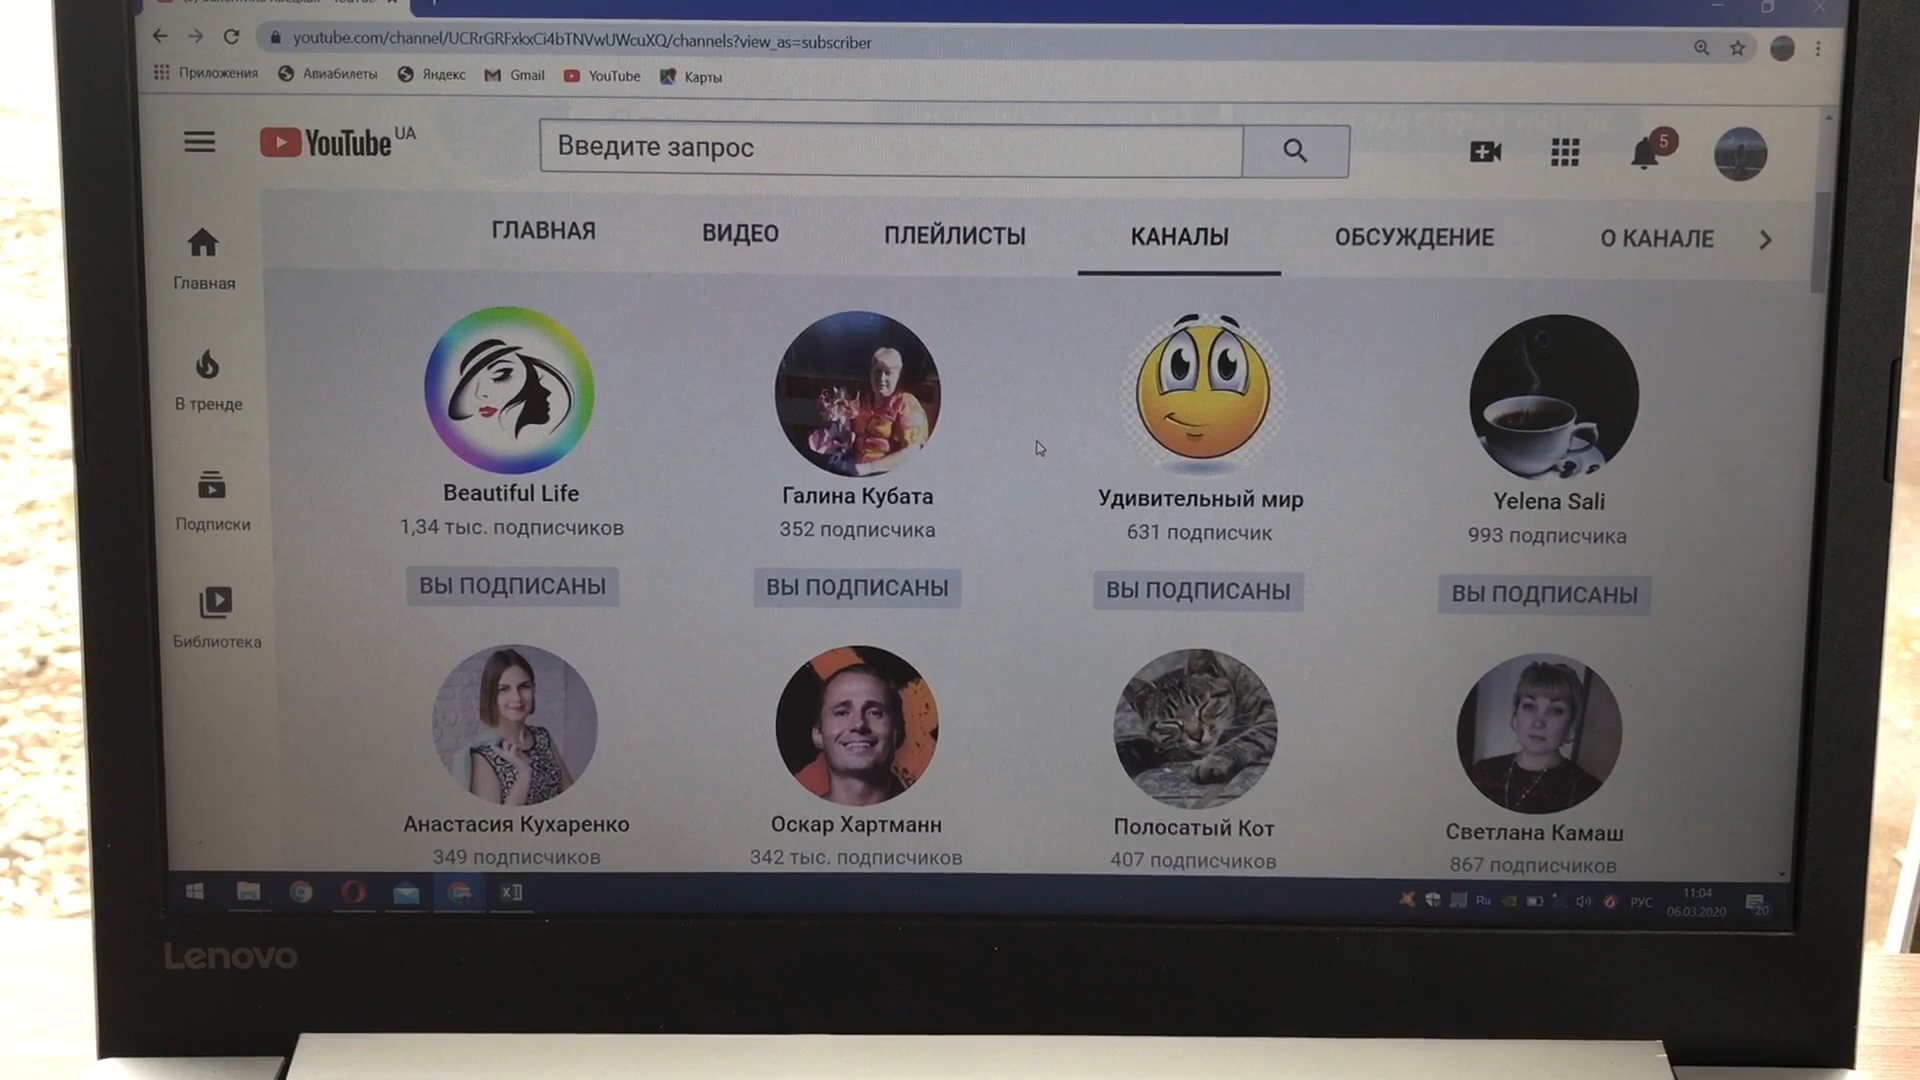 youtube.com/channel/UCRrGRFxkxCi4bTNVwUWcuXQ/channels?view_as=subscriber
Приложения Авиабилеты Яндекс Gmail YouTube Карты
YouTube UA
Введите запрос
5
ГЛАВНАЯ ВИДЕО ПЛЕЙЛИСТЫ КАНАЛЫ ОБСУЖДЕНИЕ О КАНАЛЕ
Главная
В тренде
Подписки
Библиотека
Beautiful Life Галина Кубата Удивительный мир Yelena Sali
1,34 тыс. подписчиков 352 подписчика 631 подписчик 993 подписчика
ВЫ ПОДПИСАНЫ ВЫ ПОДПИСАНЫ ВЫ ПОДПИСАНЫ ВЫ ПОДПИСАНЫ
Анастасия Кухаренко Оскар Хартманн Полосатый Кот Светлана Камаш
349 подписчиков 342 тыс. подписчиков 407 подписчиков 867 подписчиков
Ru РУС 11:04
06.03.2020 20
Lenovo